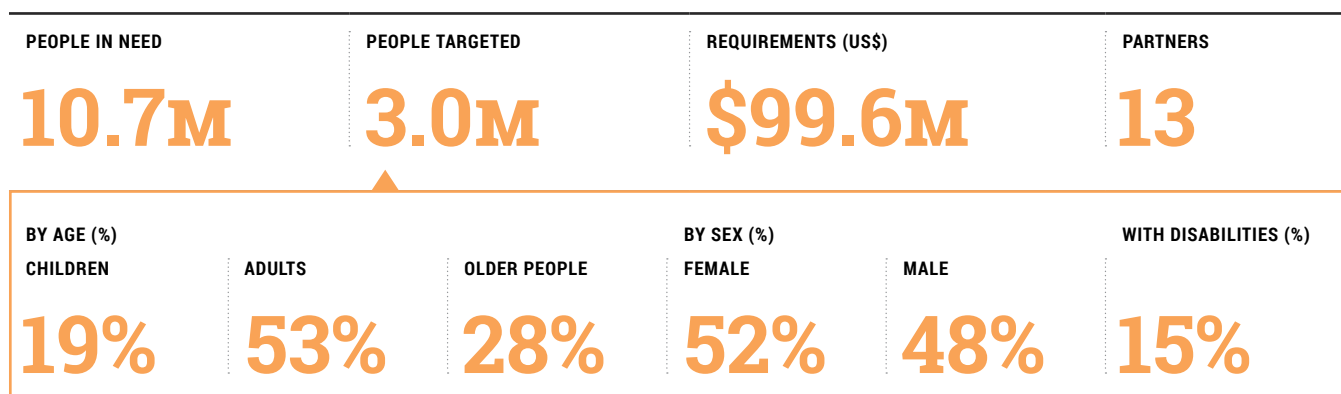 PEOPLE IN NEED PEOPLE TARGETED REQUIREMENTS (US$) PARTNERS
10.7M 3.0M $99.6M 13
BY AGE (%) BY SEX (%) WITH DISABILITIES (%)
CHILDREN ADULTS OLDER PEOPLE FEMALE MALE
19% 53% 28% 52% 48% 15%